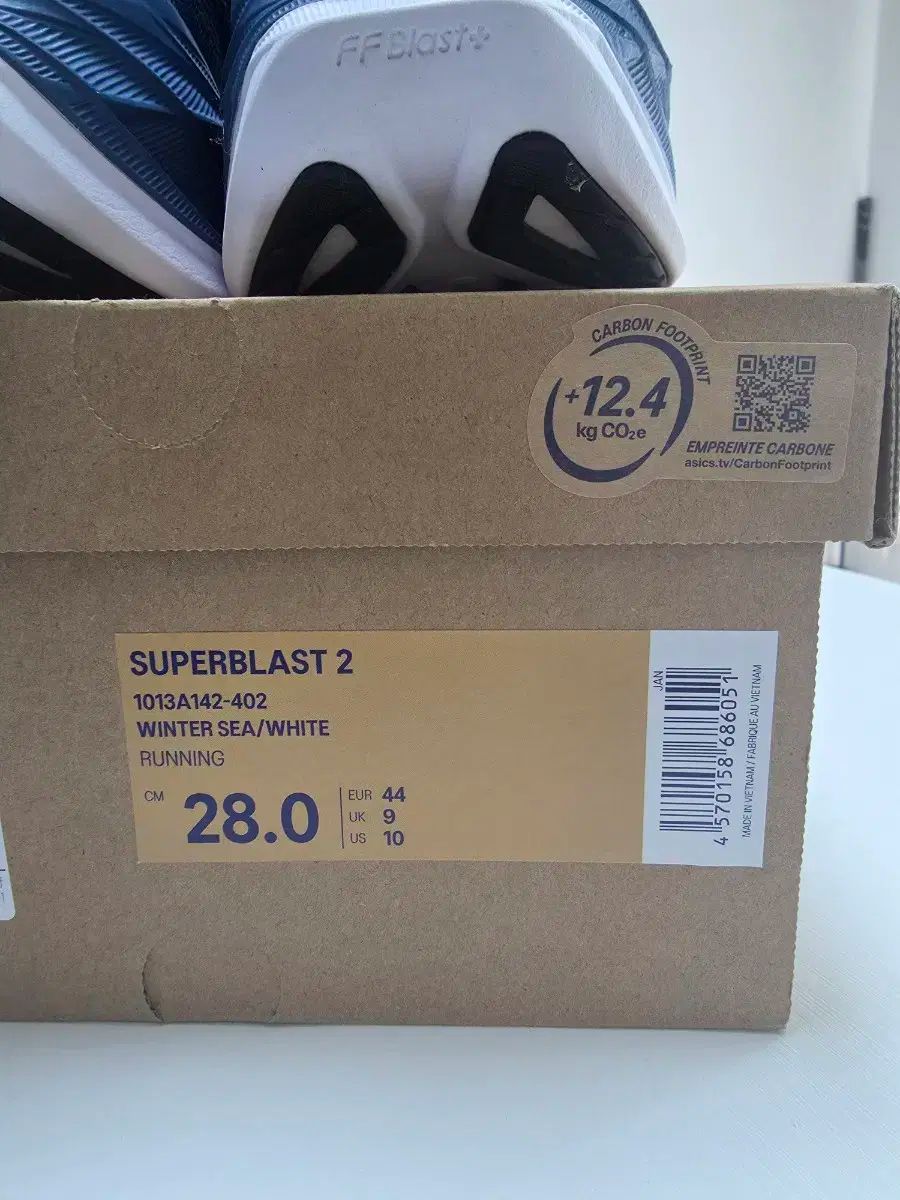 FF Blast+
CARBON FOOTPRINT
+12.4
kg CO₂e
EMPREINTE CARBONE
asics.tv/CarbonFootprint
SUPERBLAST 2
1013A142-402
WINTER SEA/WHITE
RUNNING
CM 28.0
EUR 44
UK 9
US 10
JAN
4 570158 686051
MADE IN VIETNAM / FABRIQUE AU VIETNAM